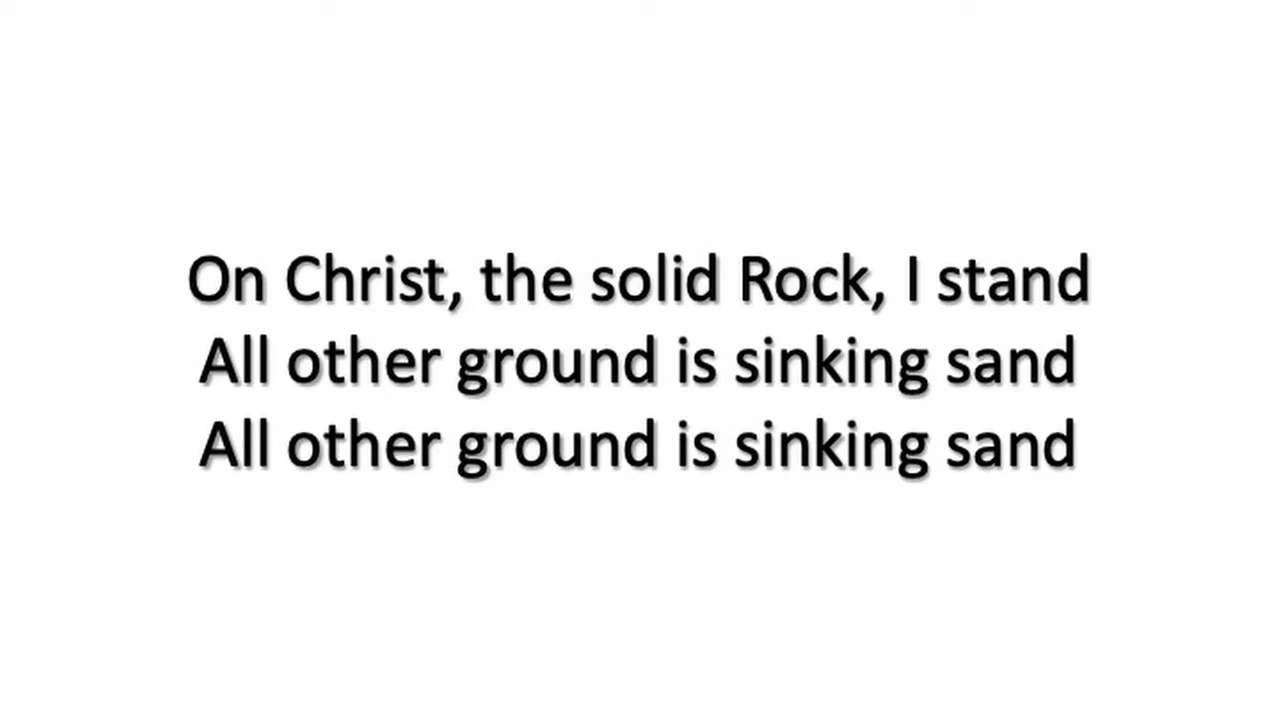 On Christ, the solid Rock, I stand
All other ground is sinking sand
All other ground is sinking sand